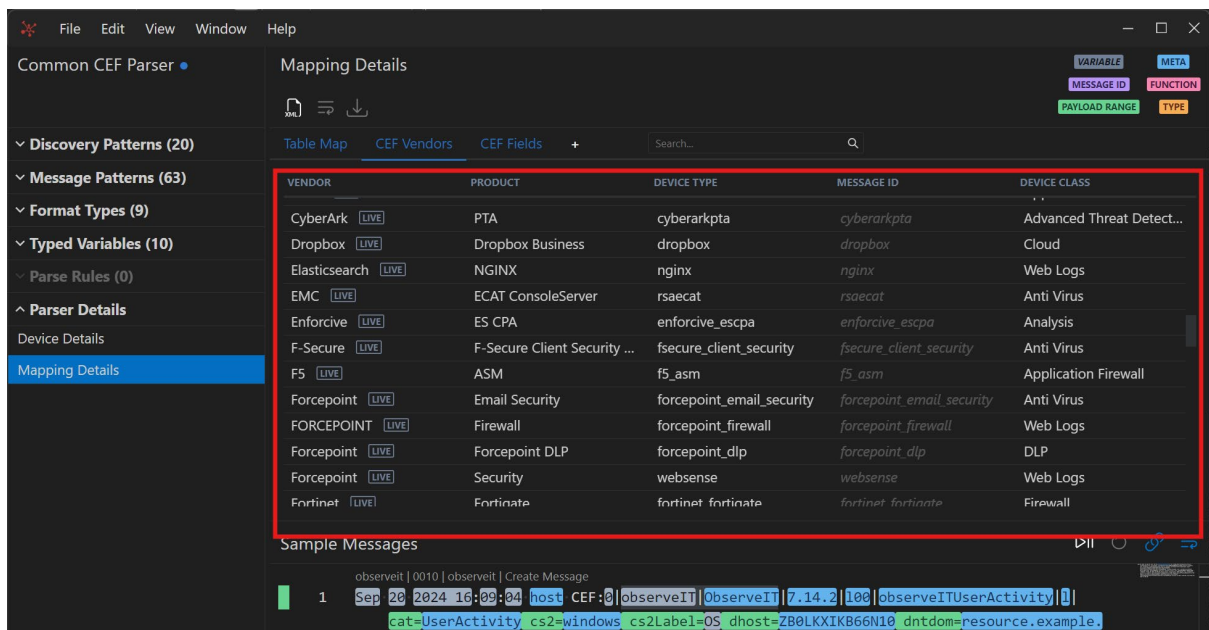 File Edit View Window Help
Common CEF Parser
Mapping Details
VARIABLE META
MESSAGE ID FUNCTION
PAYLOAD RANGE TYPE
XML
Discovery Patterns (20)
Message Patterns (63)
Format Types (9)
Typed Variables (10)
Parse Rules (0)
Parser Details
Device Details
Mapping Details
Table Map CEF Vendors CEF Fields + Search...
VENDOR PRODUCT DEVICE TYPE MESSAGE ID DEVICE CLASS
CyberArk LIVE PTA cyberarkpta cyberarkpta Advanced Threat Detect...
Dropbox LIVE Dropbox Business dropbox dropbox Cloud
Elasticsearch LIVE NGINX nginx nginx Web Logs
EMC LIVE ECAT ConsoleServer rsaecat rsaecat Anti Virus
Enforcive LIVE ES CPA enforcive_escpa enforcive_escpa Analysis
F-Secure LIVE F-Secure Client Security ... fsecure_client_security fsecure_client_security Anti Virus
F5 LIVE ASM f5_asm f5_asm Application Firewall
Forcepoint LIVE Email Security forcepoint_email_security forcepoint_email_security Anti Virus
FORCEPOINT LIVE Firewall forcepoint_firewall forcepoint_firewall Web Logs
Forcepoint LIVE Forcepoint DLP forcepoint_dlp forcepoint_dlp DLP
Forcepoint LIVE Security websense websense Web Logs
Fortinet LIVE Fortigate fortinet_fortigate fortinet_fortigate Firewall
Sample Messages
observeit | 0010 | observeit | Create Message
1 Sep 20 2024 16:09:04 host CEF:0|observeIT|ObserveIT|7.14.2|100|observeITUserActivity|1|
cat=UserActivity cs2=windows cs2Label=OS dhost=ZB0LKXIKB66N10 dntdom=resource.example.